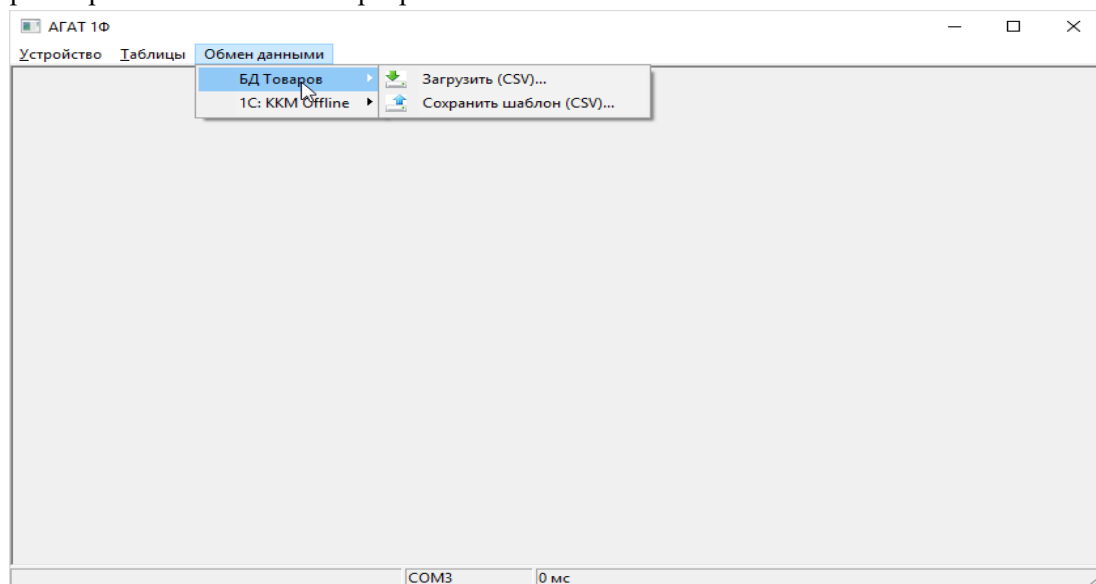 АГАТ 1Ф
Устройство Таблицы Обмен данными
БД Товаров Загрузить (CSV)...
1С: ККМ Offline Сохранить шаблон (CSV)...
COM3 0 мс